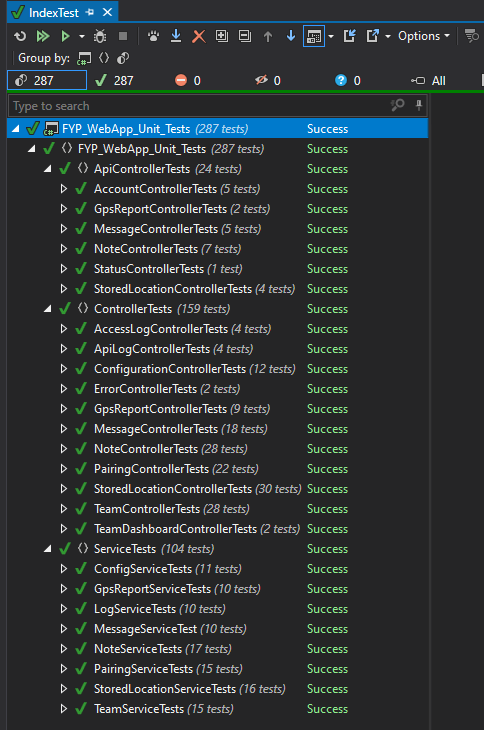 IndexTest
Options
Group by:
287 287 0 0 0 All
Type to search
FYP_WebApp_Unit_Tests (287 tests) Success
FYP_WebApp_Unit_Tests (287 tests) Success
ApiControllerTests (24 tests) Success
AccountControllerTests (5 tests) Success
GpsReportControllerTests (2 tests) Success
MessageControllerTests (5 tests) Success
NoteControllerTests (7 tests) Success
StatusControllerTests (1 test) Success
StoredLocationControllerTests (4 tests) Success
ControllerTests (159 tests) Success
AccessLogControllerTests (4 tests) Success
ApiLogControllerTests (4 tests) Success
ConfigurationControllerTests (12 tests) Success
ErrorControllerTests (2 tests) Success
GpsReportControllerTests (9 tests) Success
MessageControllerTests (18 tests) Success
NoteControllerTests (28 tests) Success
PairingControllerTests (22 tests) Success
StoredLocationControllerTests (30 tests) Success
TeamControllerTests (28 tests) Success
TeamDashboardControllerTests (2 tests) Success
ServiceTests (104 tests) Success
ConfigServiceTests (11 tests) Success
GpsReportServiceTests (10 tests) Success
LogServiceTests (10 tests) Success
MessageServiceTest (10 tests) Success
NoteServiceTests (17 tests) Success
PairingServiceTests (15 tests) Success
StoredLocationServiceTests (16 tests) Success
TeamServiceTests (15 tests) Success